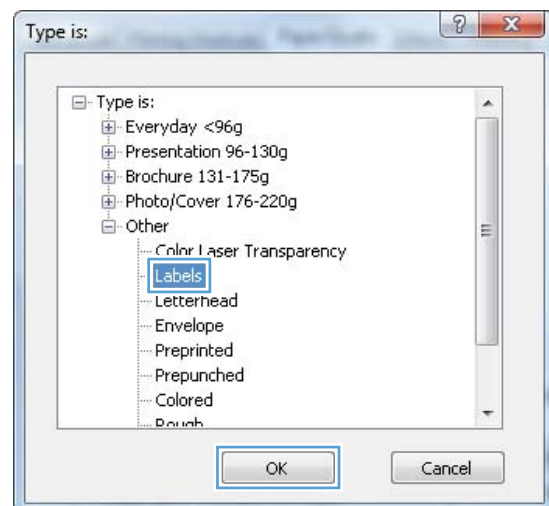 Type is:
Type is:
Everyday <96g
Presentation 96-130g
Brochure 131-175g
Photo/Cover 176-220g
Other
Color Laser Transparency
Labels
Letterhead
Envelope
Preprinted
Prepunched
Colored
Rough
OK Cancel